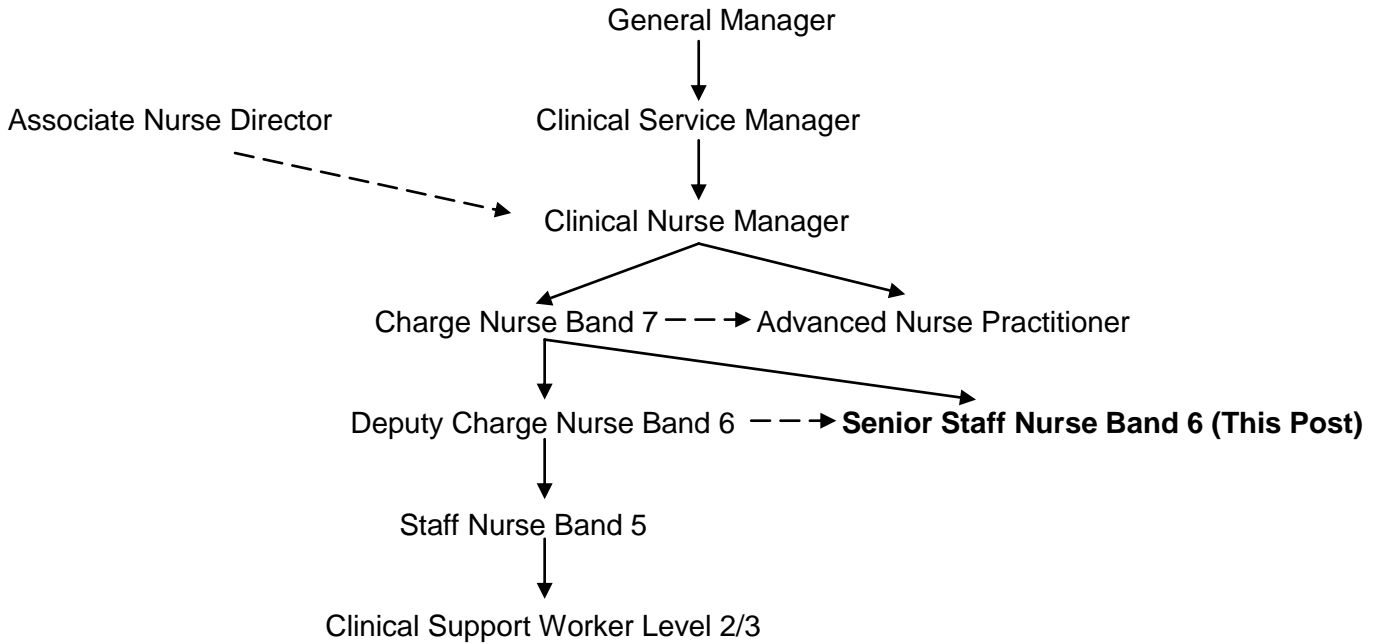 General Manager
Associate Nurse Director
Clinical Service Manager
Clinical Nurse Manager
Charge Nurse Band 7
Advanced Nurse Practitioner
Deputy Charge Nurse Band 6
Senior Staff Nurse Band 6 (This Post)
Staff Nurse Band 5
Clinical Support Worker Level 2/3